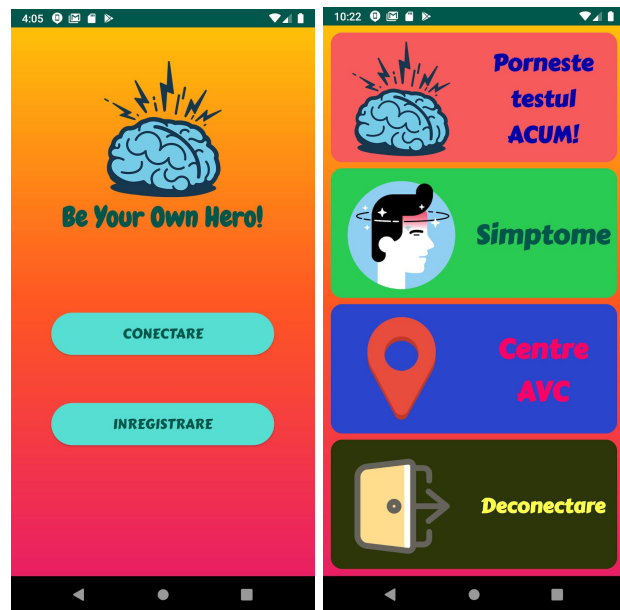 4:05
Be Your Own Hero!
CONECTARE
INREGISTRARE
10:22
Porneste
testul
ACUM!
Simptome
Centre
AVC
Deconectare